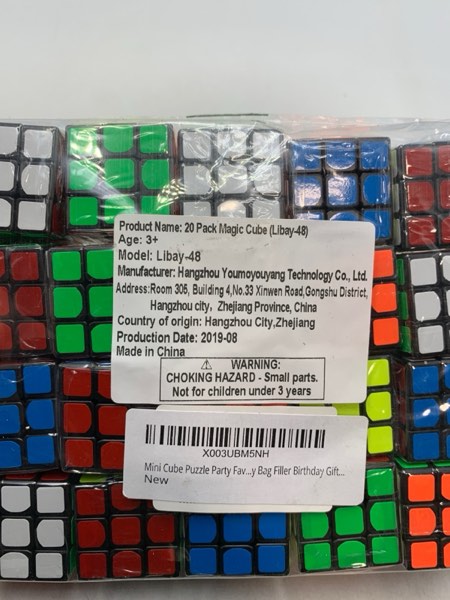 Product Name: 20 Pack Magic Cube (Libay-48)
Age: 3+
Model: Libay-48
Manufacturer: Hangzhou Youmoyouyang Technology Co., Ltd.
Address:Room 305, Building 4,No.33 Xinwen Road,Gongshu District,
Hangzhou city, Zhejiang Province, China
Country of origin: Hangzhou City,Zhejiang
Production Date: 2019-08
Made in China
⚠ WARNING:
CHOKING HAZARD - Small parts.
Not for children under 3 years
X003UBM5NH
Mini Cube Puzzle Party Fav...y Bag Filler Birthday Gift...
New